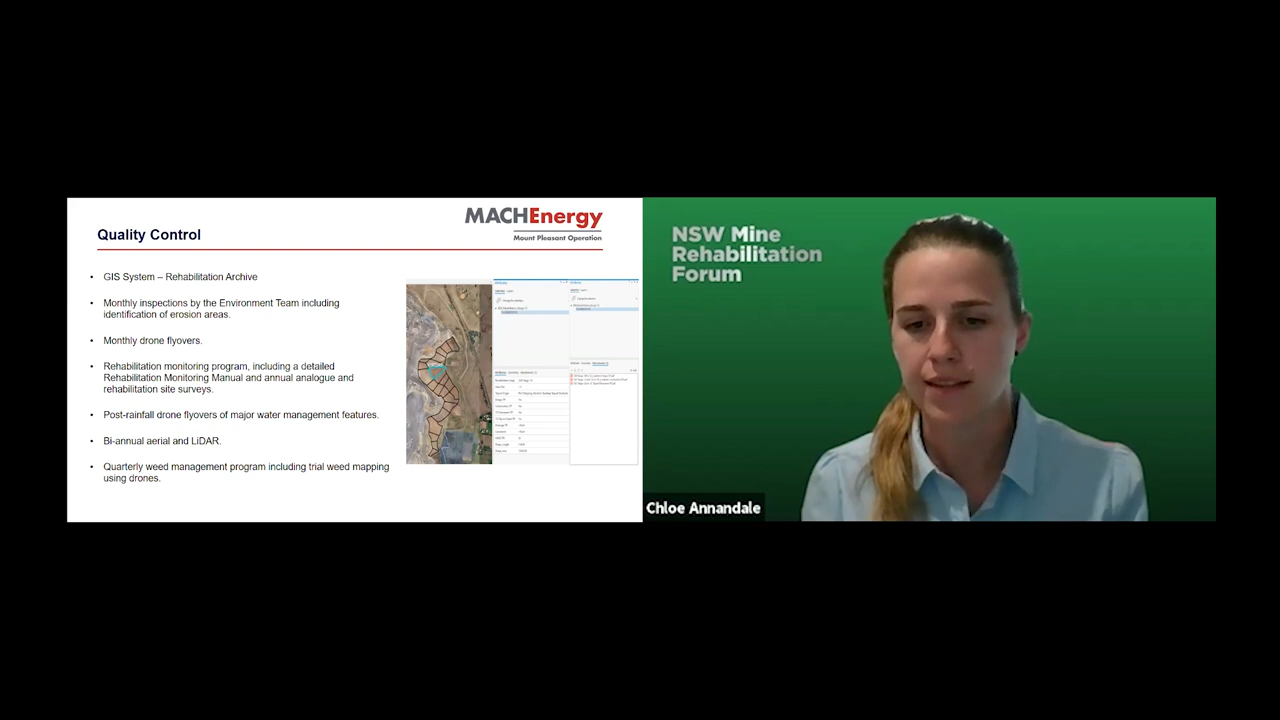 MACHEnergy
Mount Pleasant Operation
Quality Control
• GIS System – Rehabilitation Archive
• Monthly inspections by the Environment Team including
identification of erosion areas.
• Monthly drone flyovers.
• Rehabilitation monitoring program, including a detailed
Rehabilitation Monitoring Manual and annual analogue and
rehabilitation site surveys.
• Post-rainfall drone flyovers of major water management features.
• Bi-annual aerial and LiDAR.
• Quarterly weed management program including trial weed mapping
using drones.
NSW Mine
Rehabilitation
Forum
Chloe Annandale